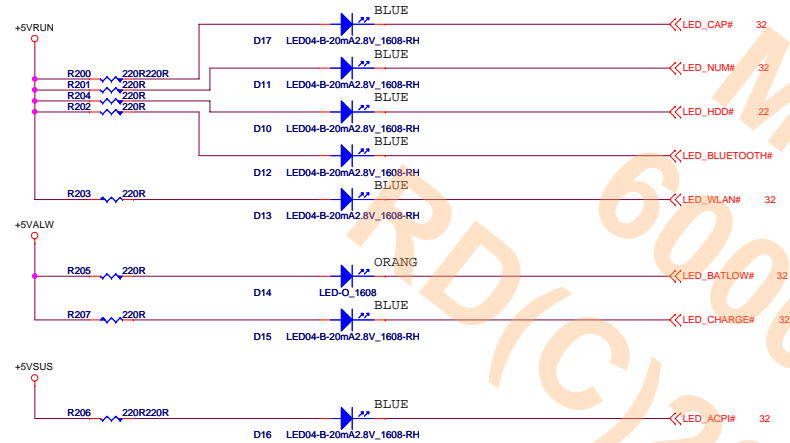 BLUE
+5VRUN
LED_CAP# 32
D17 LED04-B-20mA2.8V_1608-RH
BLUE
R200 220R220R
LED_NUM# 32
R201 220R
D11 LED04-B-20mA2.8V_1608-RH
BLUE
R204 220R
R202 220R
LED_HDD# 22
D10 LED04-B-20mA2.8V_1608-RH
BLUE
LED_BLUETOOTH#
D12 LED04-B-20mA2.8V_1608-RH
BLUE
R203 220R
LED_WLAN# 32
D13 LED04-B-20mA2.8V_1608-RH
+5VALW
ORANG
R205 220R
LED_BATLOW# 32
D14 LED-O_1608
BLUE
R207 220R
LED_CHARGE# 32
D15 LED04-B-20mA2.8V_1608-RH
+5VSUS
BLUE
R206 220R220R
LED_ACPI# 32
D16 LED04-B-20mA2.8V_1608-RH
RD(C)